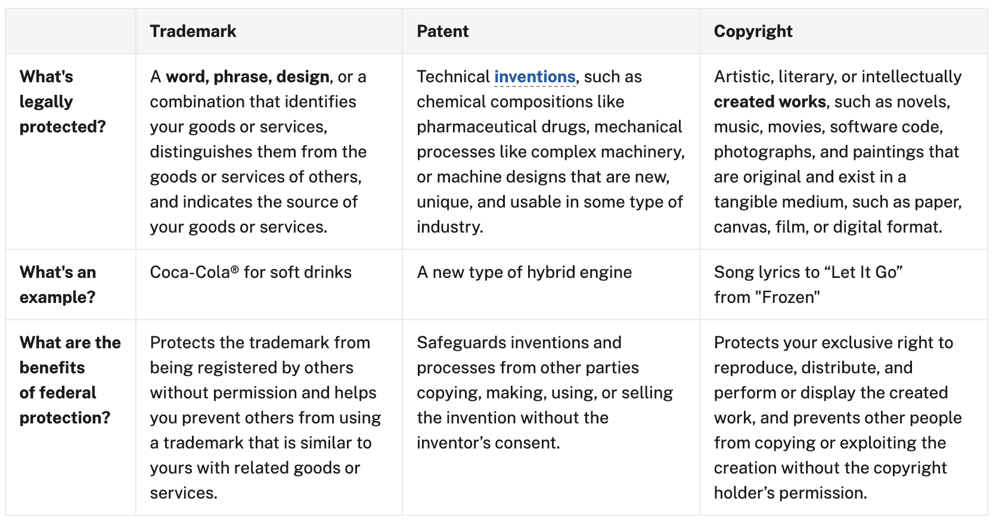 Trademark
Patent
Copyright
What's
legally
protected?
A word, phrase, design, or a
combination that identifies
your goods or services,
distinguishes them from the
goods or services of others,
and indicates the source of
your goods or services.
Technical inventions, such as
chemical compositions like
pharmaceutical drugs, mechanical
processes like complex machinery,
or machine designs that are new,
unique, and usable in some type of
industry.
Artistic, literary, or intellectually
created works, such as novels,
music, movies, software code,
photographs, and paintings that
are original and exist in a
tangible medium, such as paper,
canvas, film, or digital format.
What's an
example?
Coca-Cola® for soft drinks
A new type of hybrid engine
Song lyrics to “Let It Go”
from "Frozen"
What are the
benefits
of federal
protection?
Protects the trademark from
being registered by others
without permission and helps
you prevent others from using
a trademark that is similar to
yours with related goods or
services.
Safeguards inventions and
processes from other parties
copying, making, using, or selling
the invention without the
inventor’s consent.
Protects your exclusive right to
reproduce, distribute, and
perform or display the created
work, and prevents other people
from copying or exploiting the
creation without the copyright
holder’s permission.